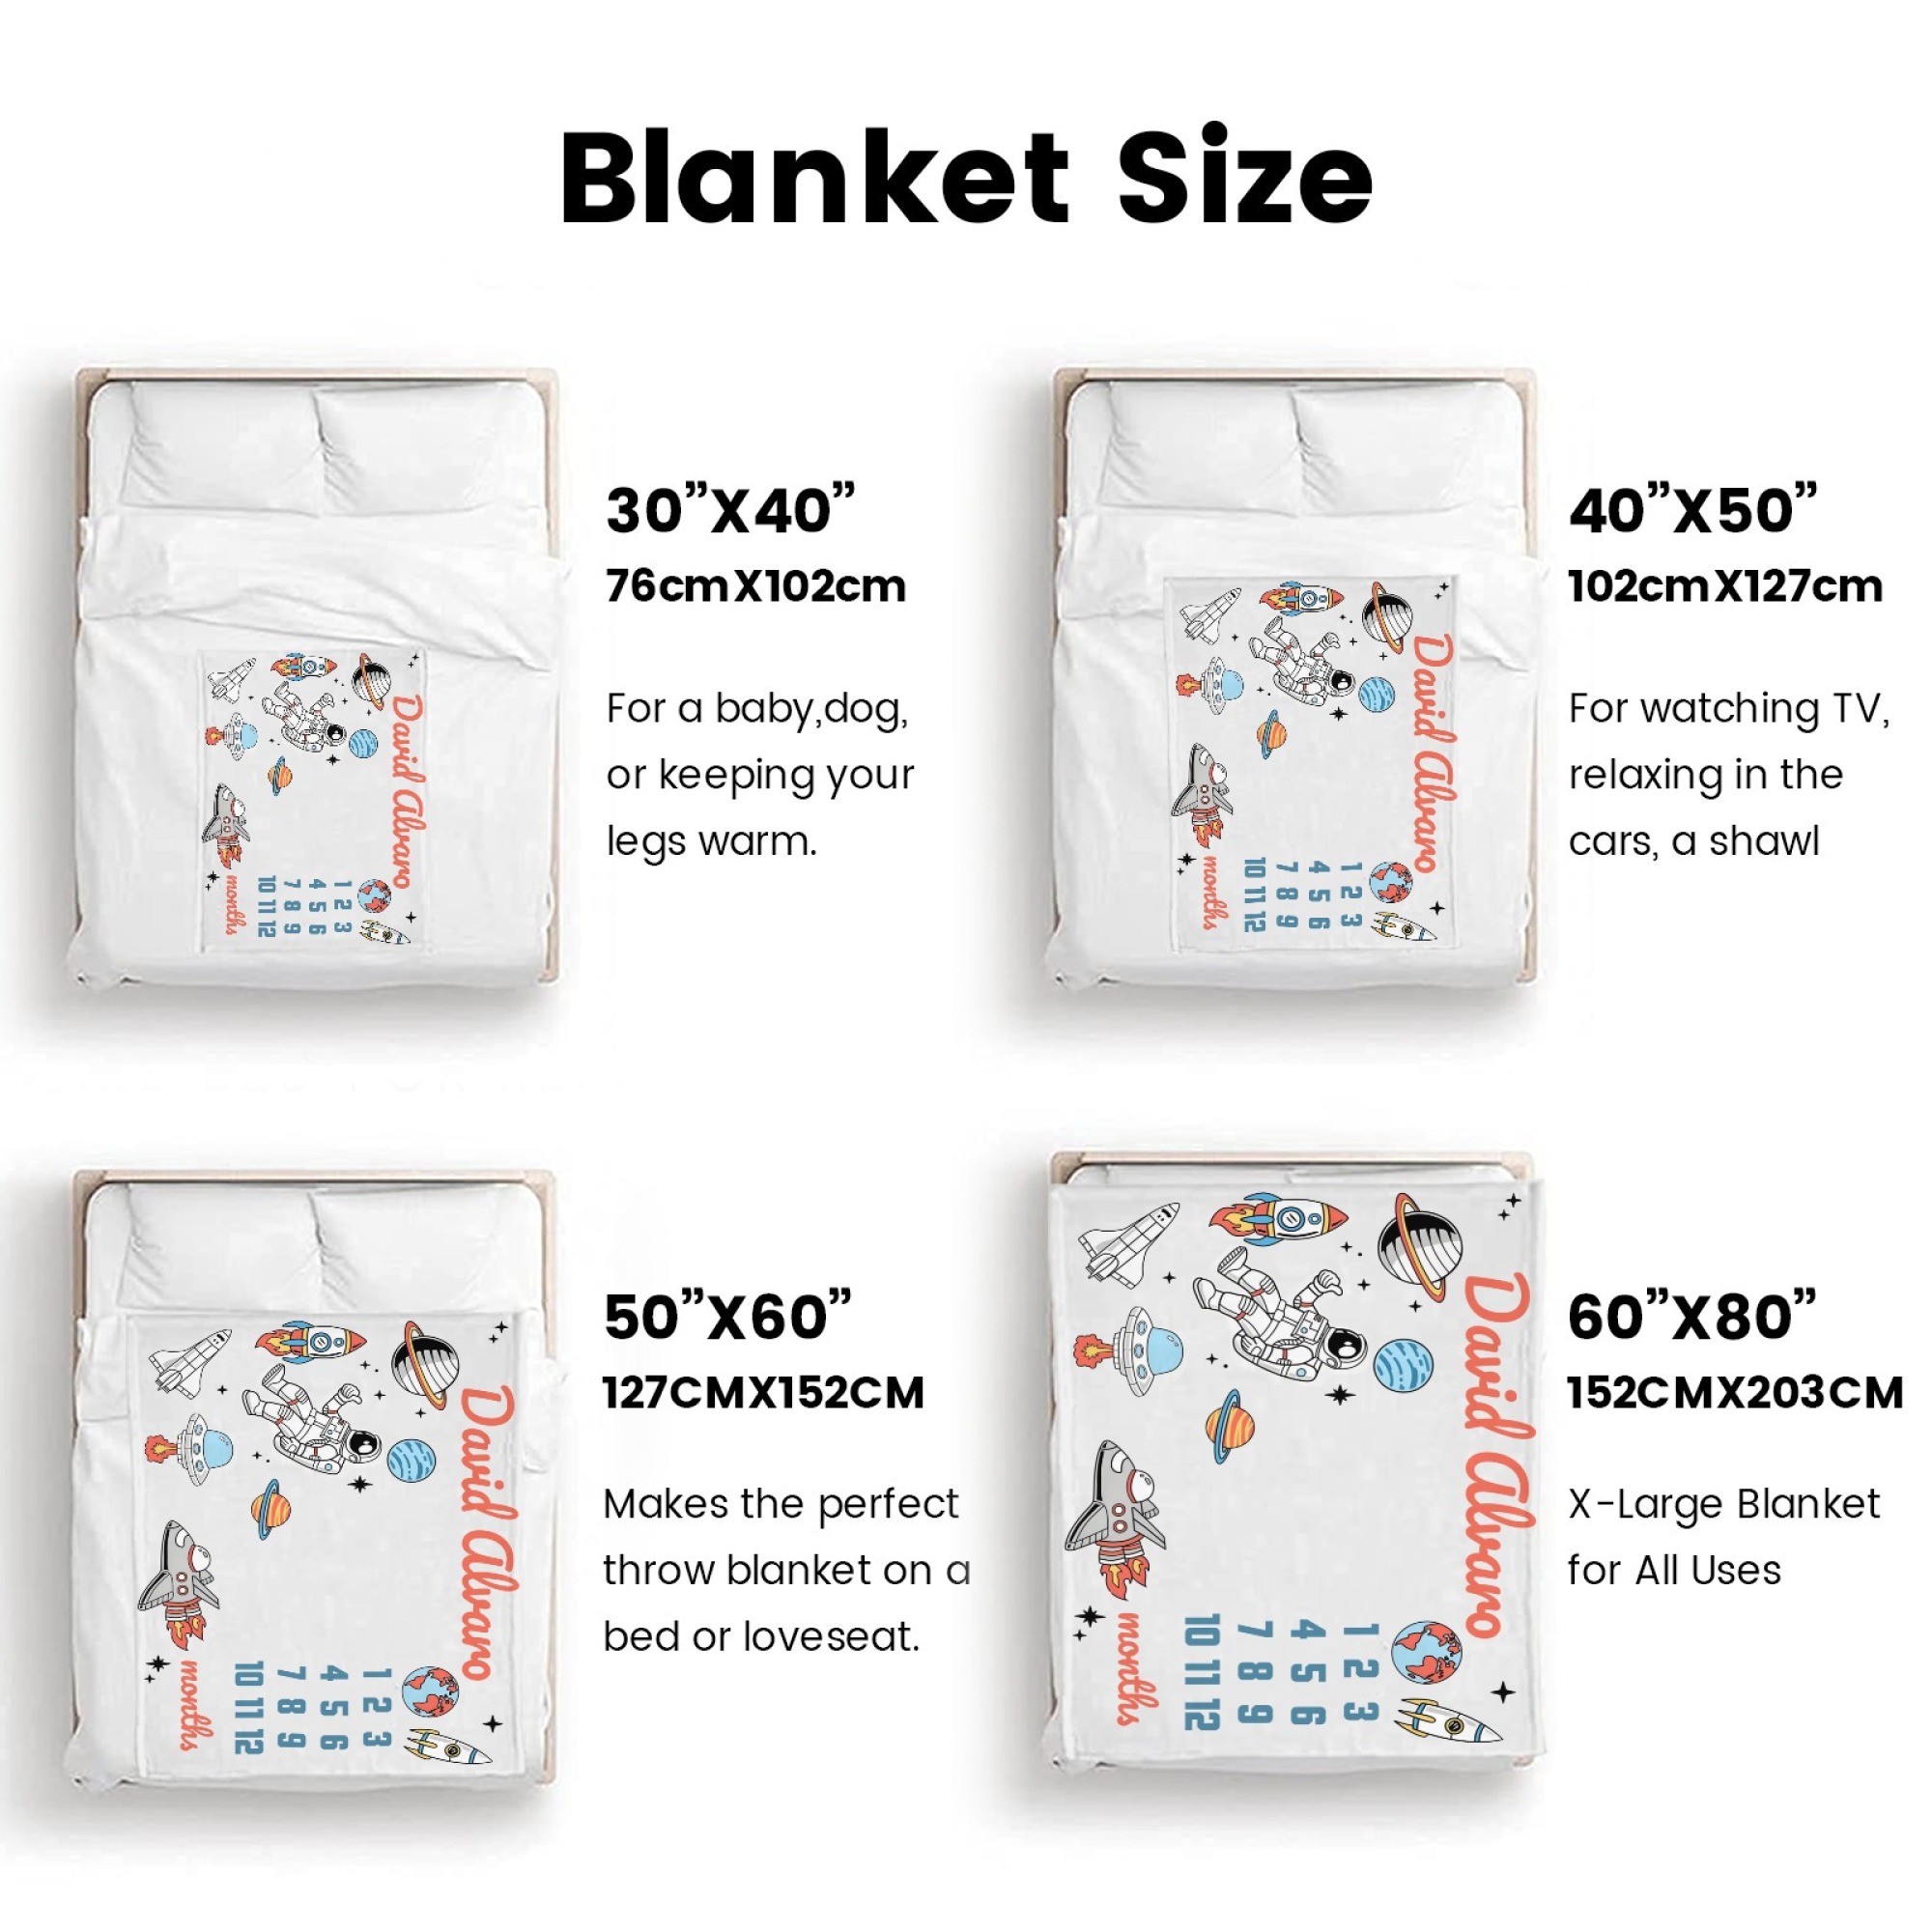 Blanket Size
30”X40”
76cmX102cm
For a baby,dog,
or keeping your
legs warm.
David Alvaro
1 2 3
4 5 6
7 8 9
10 11 12
months
40”X50”
102cmX127cm
For watching TV,
relaxing in the
cars, a shawl
David Alvaro
1 2 3
4 5 6
7 8 9
10 11 12
months
50”X60”
127CMX152CM
Makes the perfect
throw blanket on a
bed or loveseat.
David Alvaro
1 2 3
4 5 6
7 8 9
10 11 12
months
60”X80”
152CMX203CM
X-Large Blanket
for All Uses
David Alvaro
1 2 3
4 5 6
7 8 9
10 11 12
months